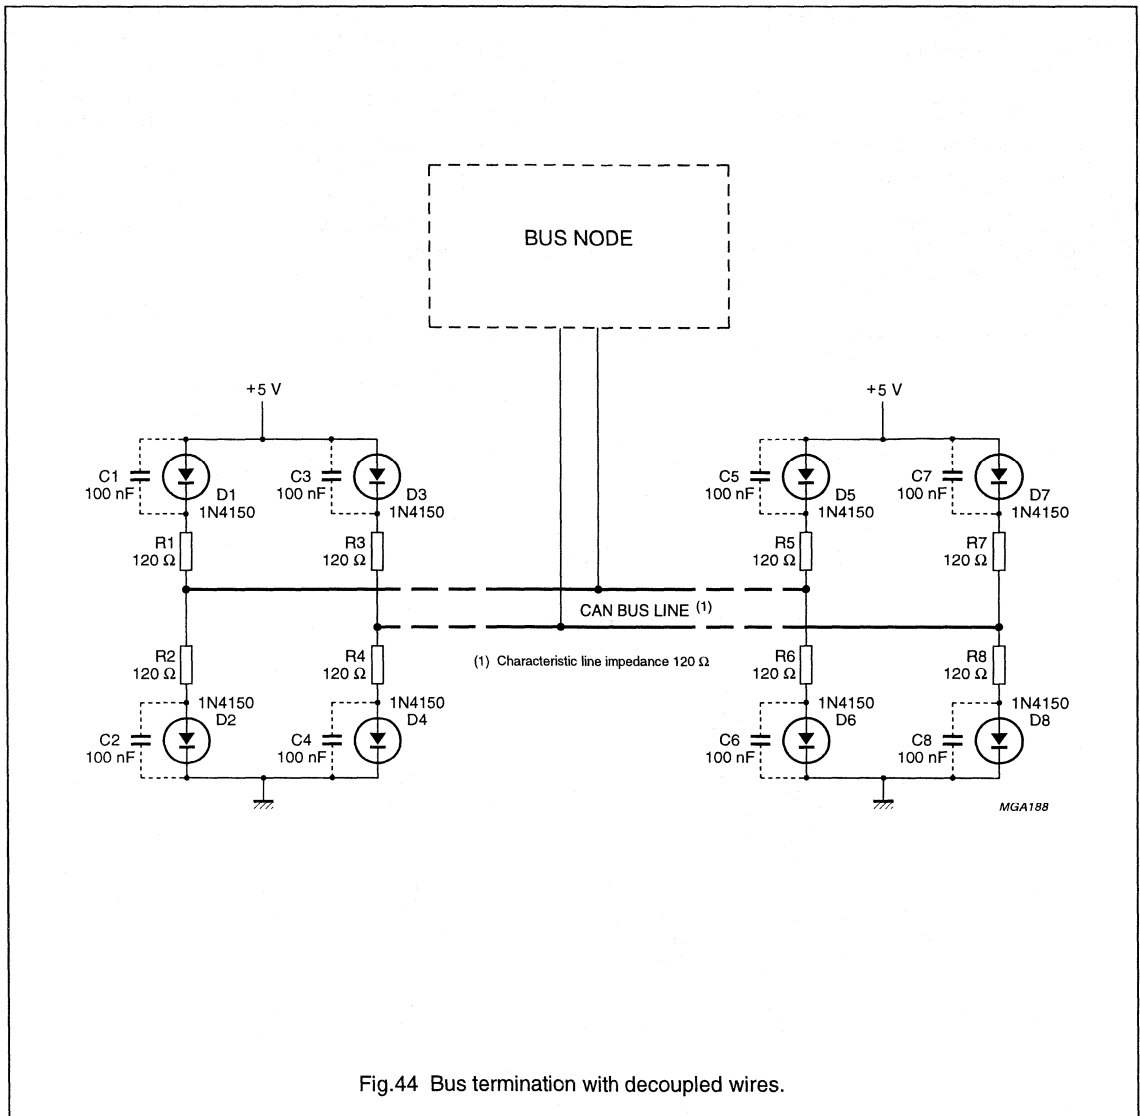 BUS NODE
+5 V
+5 V
C1
100 nF
D1
1N4150
C3
100 nF
D3
1N4150
C5
100 nF
D5
1N4150
C7
100 nF
D7
1N4150
R1
120 Ω
R3
120 Ω
R5
120 Ω
R7
120 Ω
CAN BUS LINE (1)
R2
120 Ω
R4
120 Ω
(1) Characteristic line impedance 120 Ω
R6
120 Ω
R8
120 Ω
1N4150
D2
C2
100 nF
1N4150
D4
C4
100 nF
1N4150
D6
C6
100 nF
1N4150
D8
C8
100 nF
MGA188
Fig.44 Bus termination with decoupled wires.